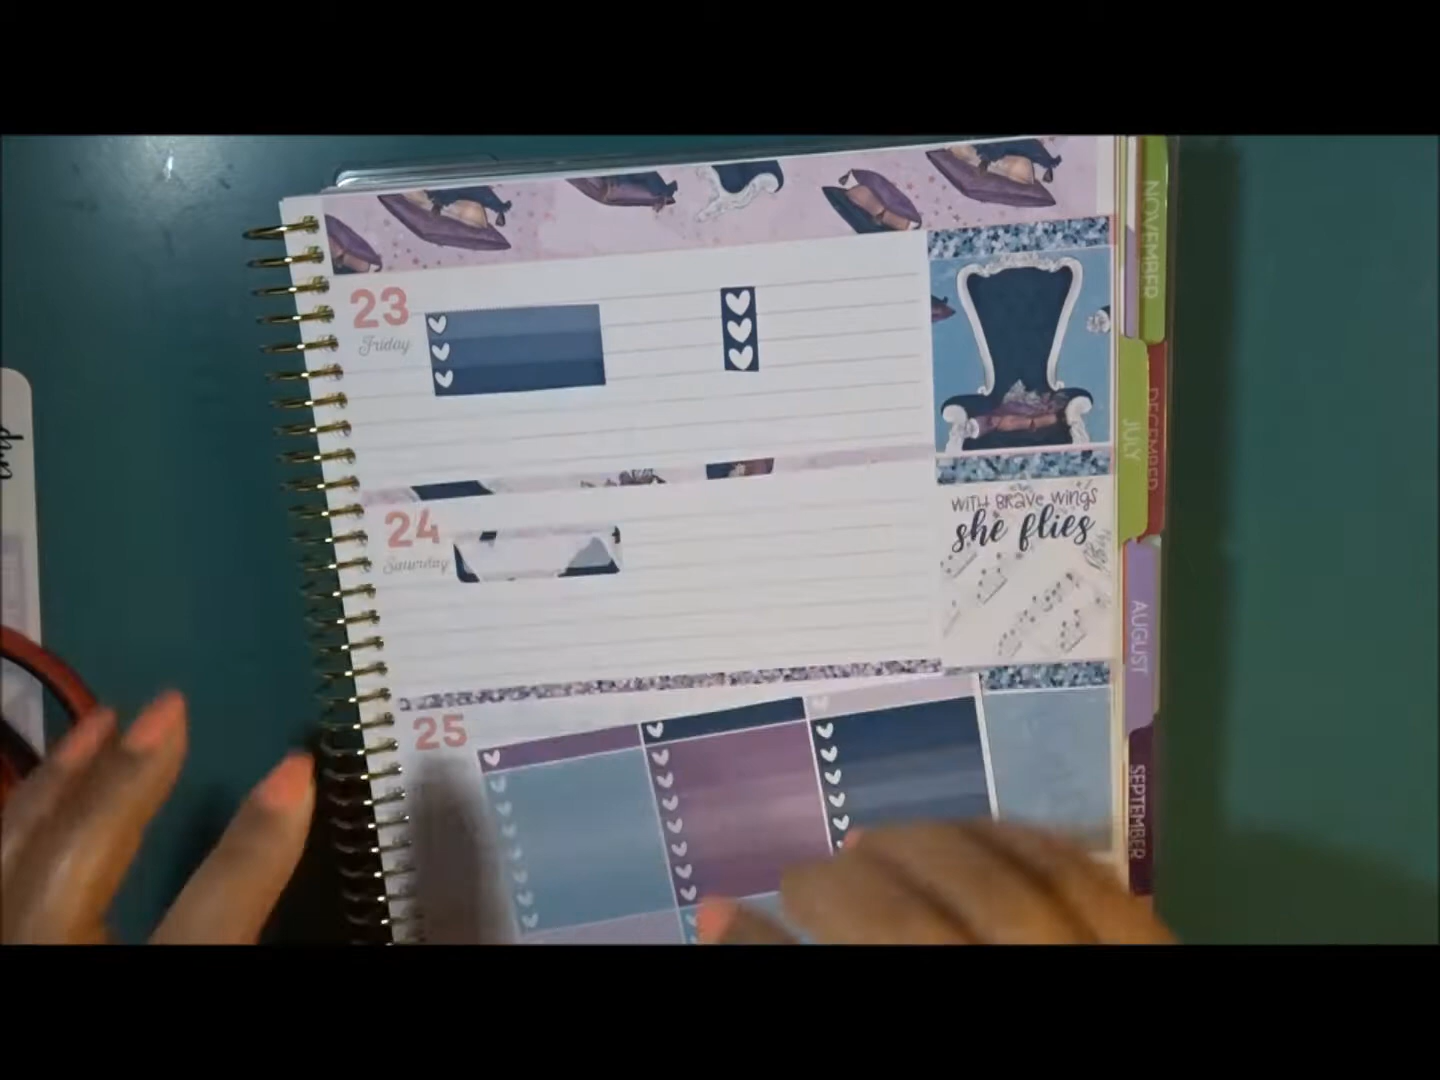 23
Friday
24
Saturday
25
WITH BRAVE WINGS
she flies
NOVEMBER
DECEMBER
JULY
AUGUST
SEPTEMBER